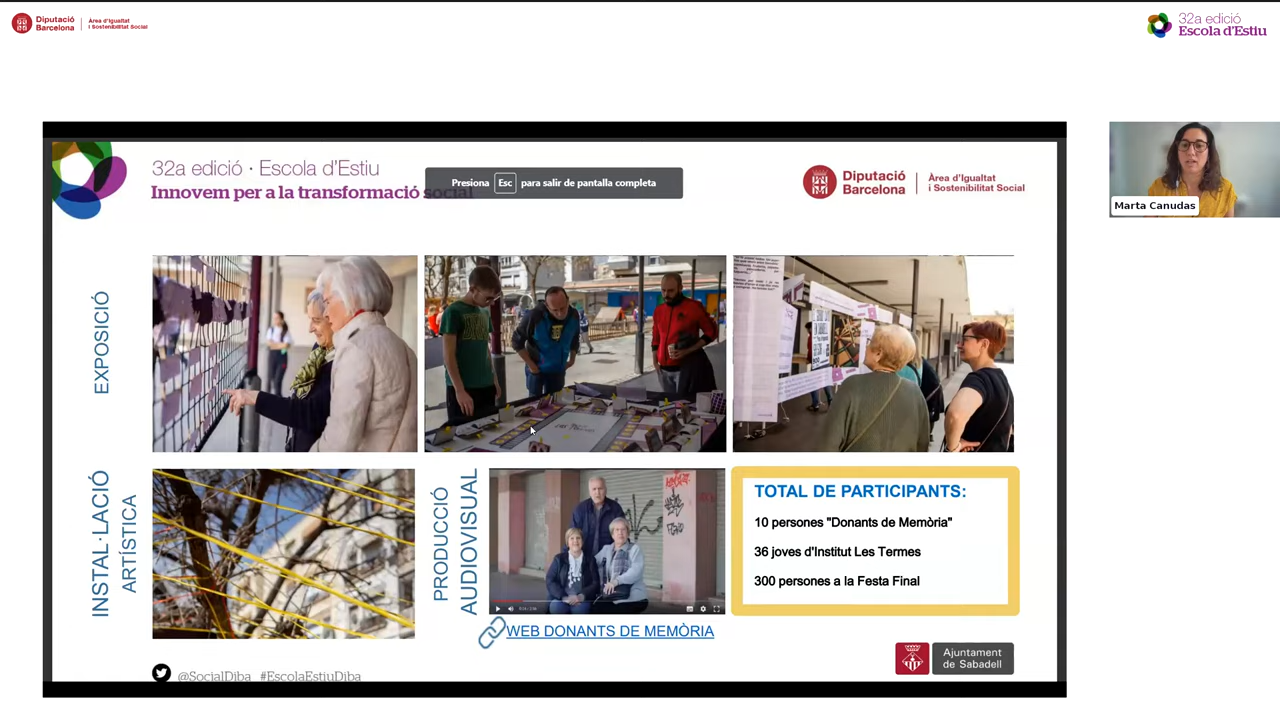 Diputació
Barcelona
Àrea d'Igualtat
i Sostenibilitat Social
32a edició
Escola d'Estiu
32a edició · Escola d'Estiu
Innovem per a la transformació social
Presiona Esc para salir de pantalla completa
Diputació
Barcelona
Àrea d'Igualtat
i Sostenibilitat Social
Marta Canudas
EXPOSICIÓ
INSTAL·LACIÓ
ARTÍSTICA
PRODUCCIÓ
AUDIOVISUAL
TOTAL DE PARTICIPANTS:
10 persones "Donants de Memòria"
36 joves d'Institut Les Termes
300 persones a la Festa Final
WEB DONANTS DE MEMÒRIA
Ajuntament
de Sabadell
@SocialDiba #EscolaEstiuDiba